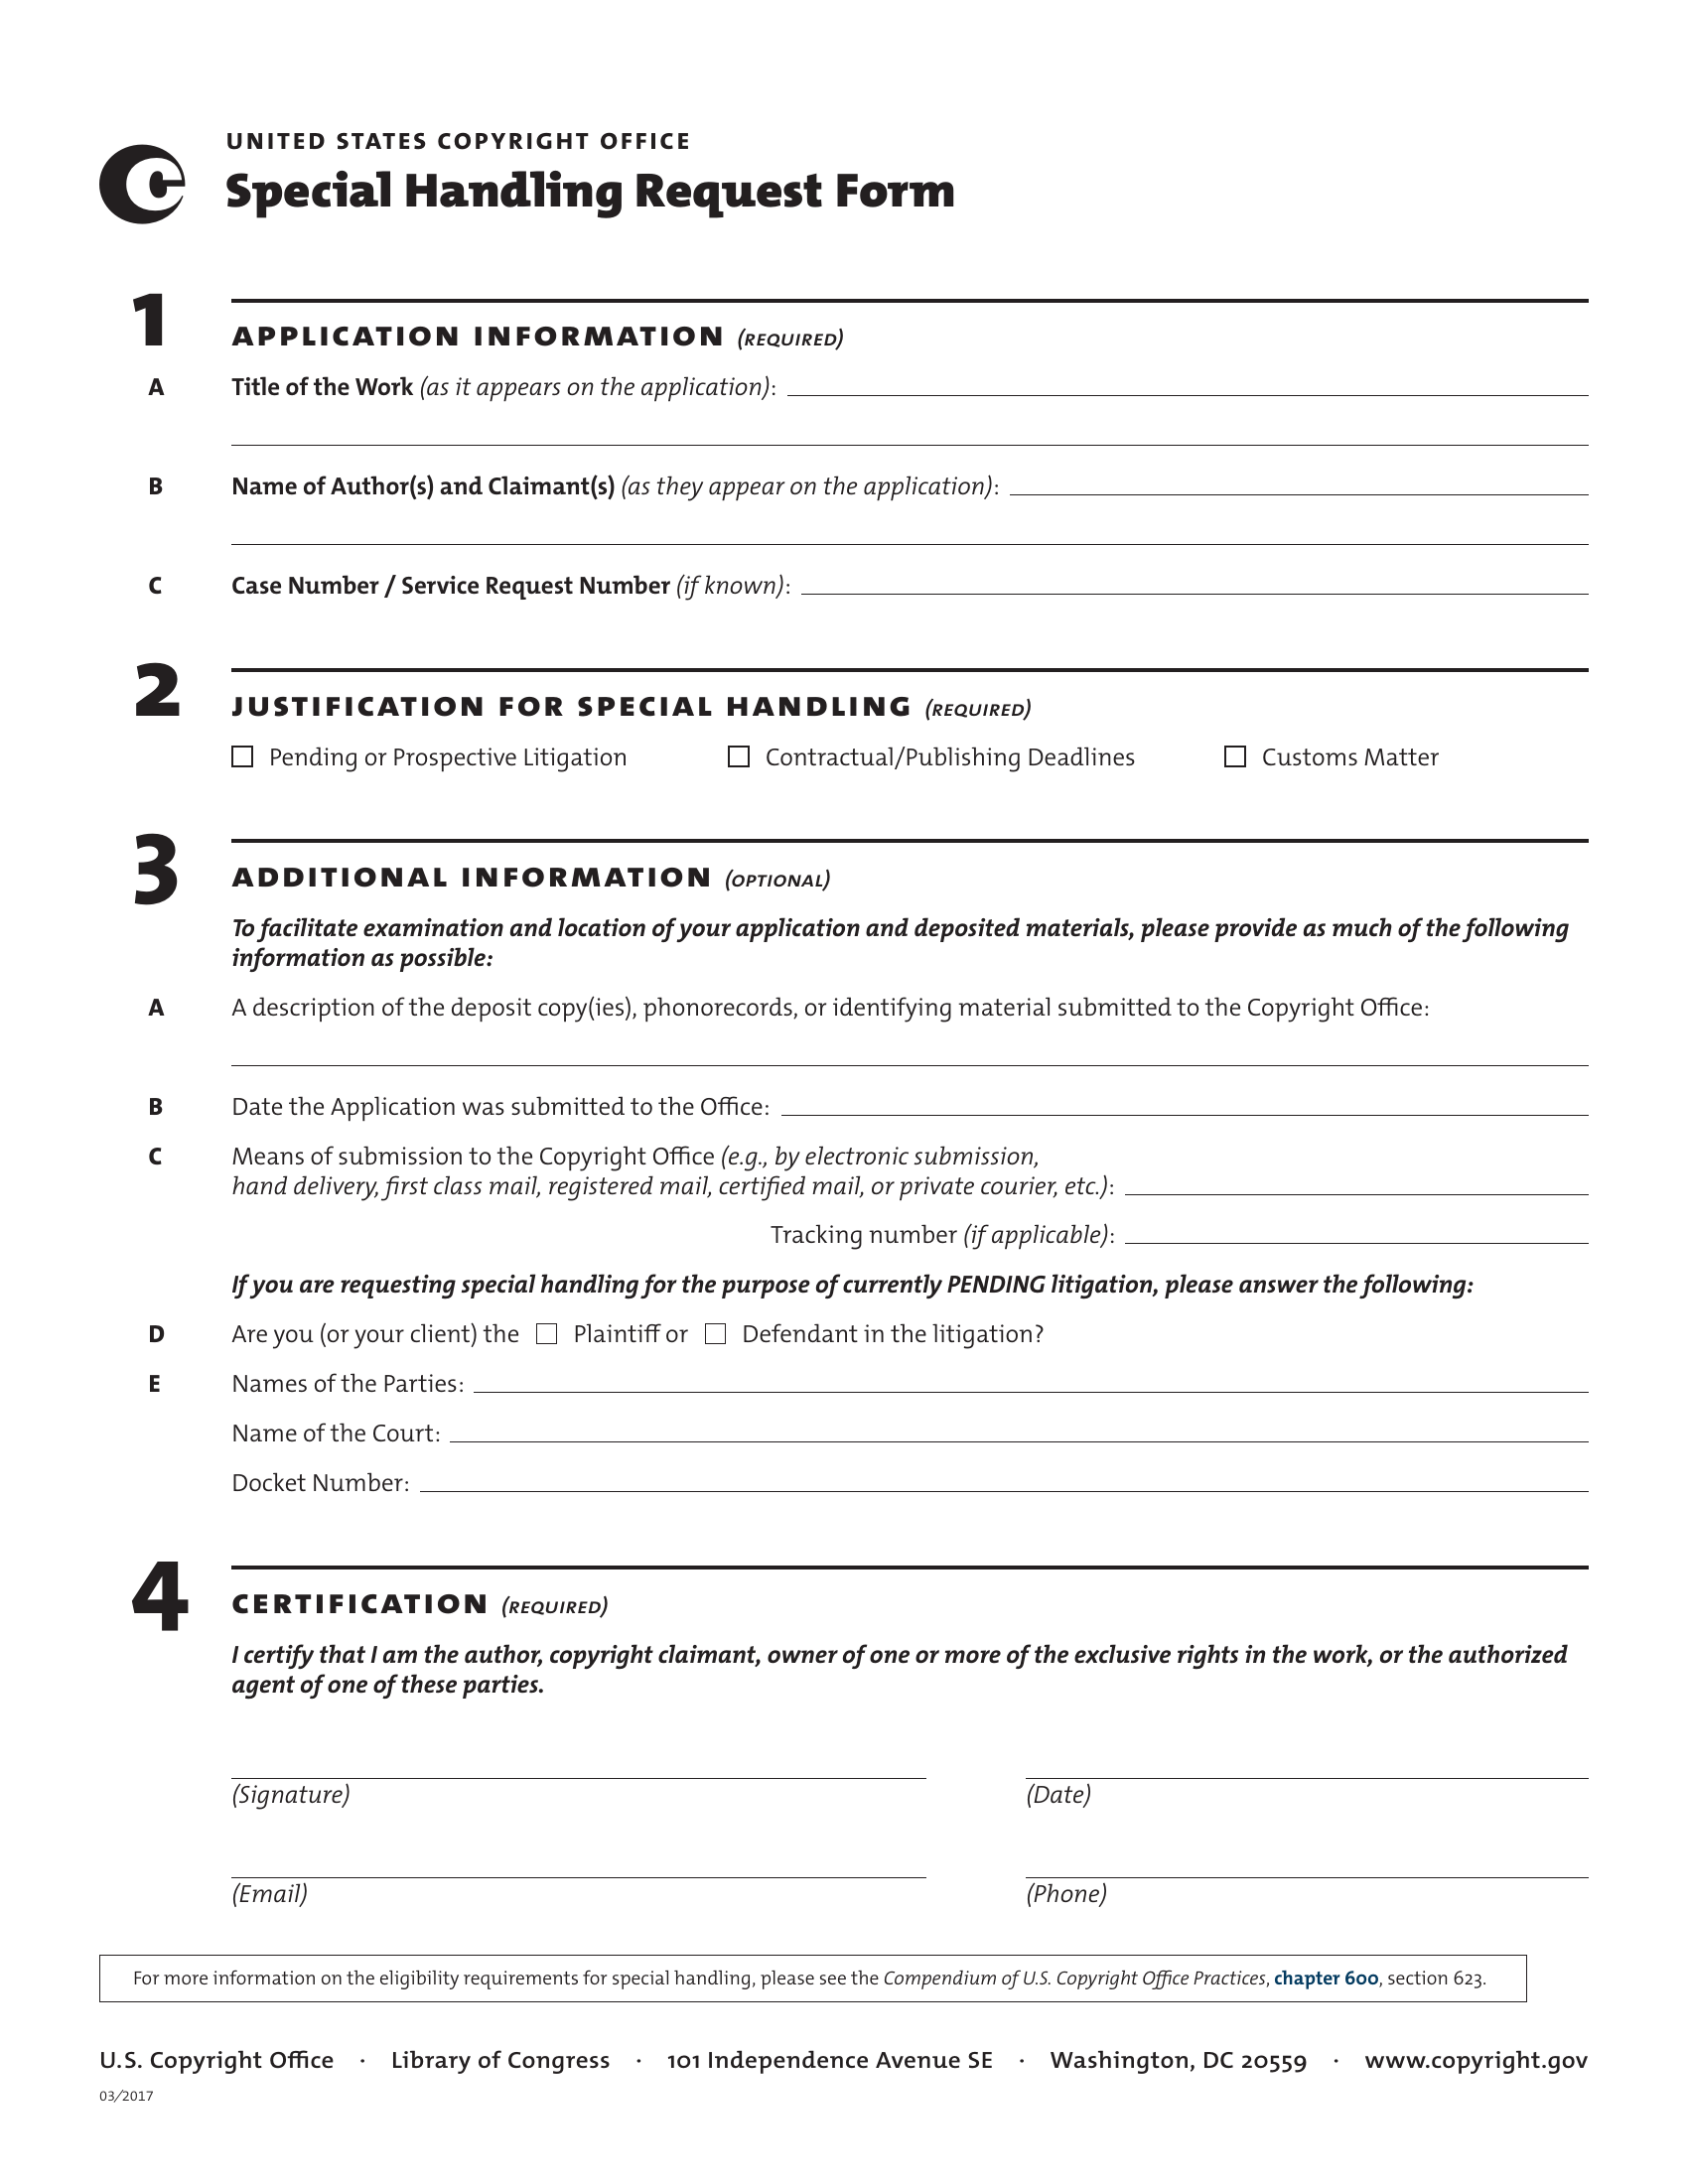 UNITED STATES COPYRIGHT OFFICE
Special Handling Request Form
1
APPLICATION INFORMATION (REQUIRED)
A Title of the Work (as it appears on the application):
B Name of Author(s) and Claimant(s) (as they appear on the application):
C Case Number / Service Request Number (if known):
2
JUSTIFICATION FOR SPECIAL HANDLING (REQUIRED)
Pending or Prospective Litigation Contractual/Publishing Deadlines Customs Matter
3
ADDITIONAL INFORMATION (OPTIONAL)
To facilitate examination and location of your application and deposited materials, please provide as much of the following
information as possible:
A A description of the deposit copy(ies), phonorecords, or identifying material submitted to the Copyright Office:
B Date the Application was submitted to the Office:
C Means of submission to the Copyright Office (e.g., by electronic submission,
hand delivery, first class mail, registered mail, certified mail, or private courier, etc.):
Tracking number (if applicable):
If you are requesting special handling for the purpose of currently PENDING litigation, please answer the following:
D Are you (or your client) the Plaintiff or Defendant in the litigation?
E Names of the Parties:
Name of the Court:
Docket Number:
4
CERTIFICATION (REQUIRED)
I certify that I am the author, copyright claimant, owner of one or more of the exclusive rights in the work, or the authorized
agent of one of these parties.
(Signature) (Date)
(Email) (Phone)
For more information on the eligibility requirements for special handling, please see the Compendium of U.S. Copyright Office Practices, chapter 600, section 623.
U.S. Copyright Office · Library of Congress · 101 Independence Avenue SE · Washington, DC 20559 · www.copyright.gov
03/2017